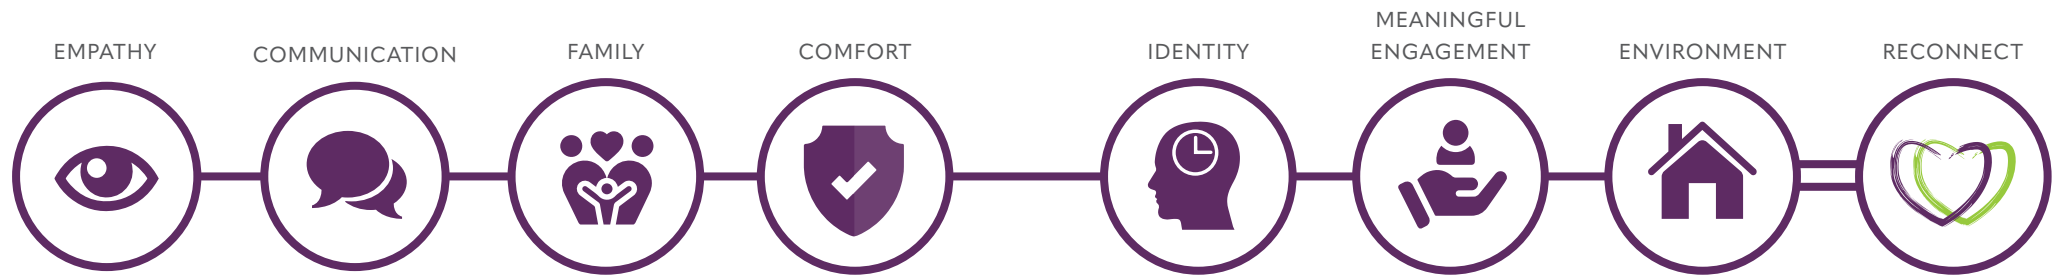 EMPATHY
COMMUNICATION
FAMILY
COMFORT
IDENTITY
MEANINGFUL
ENGAGEMENT
ENVIRONMENT
RECONNECT